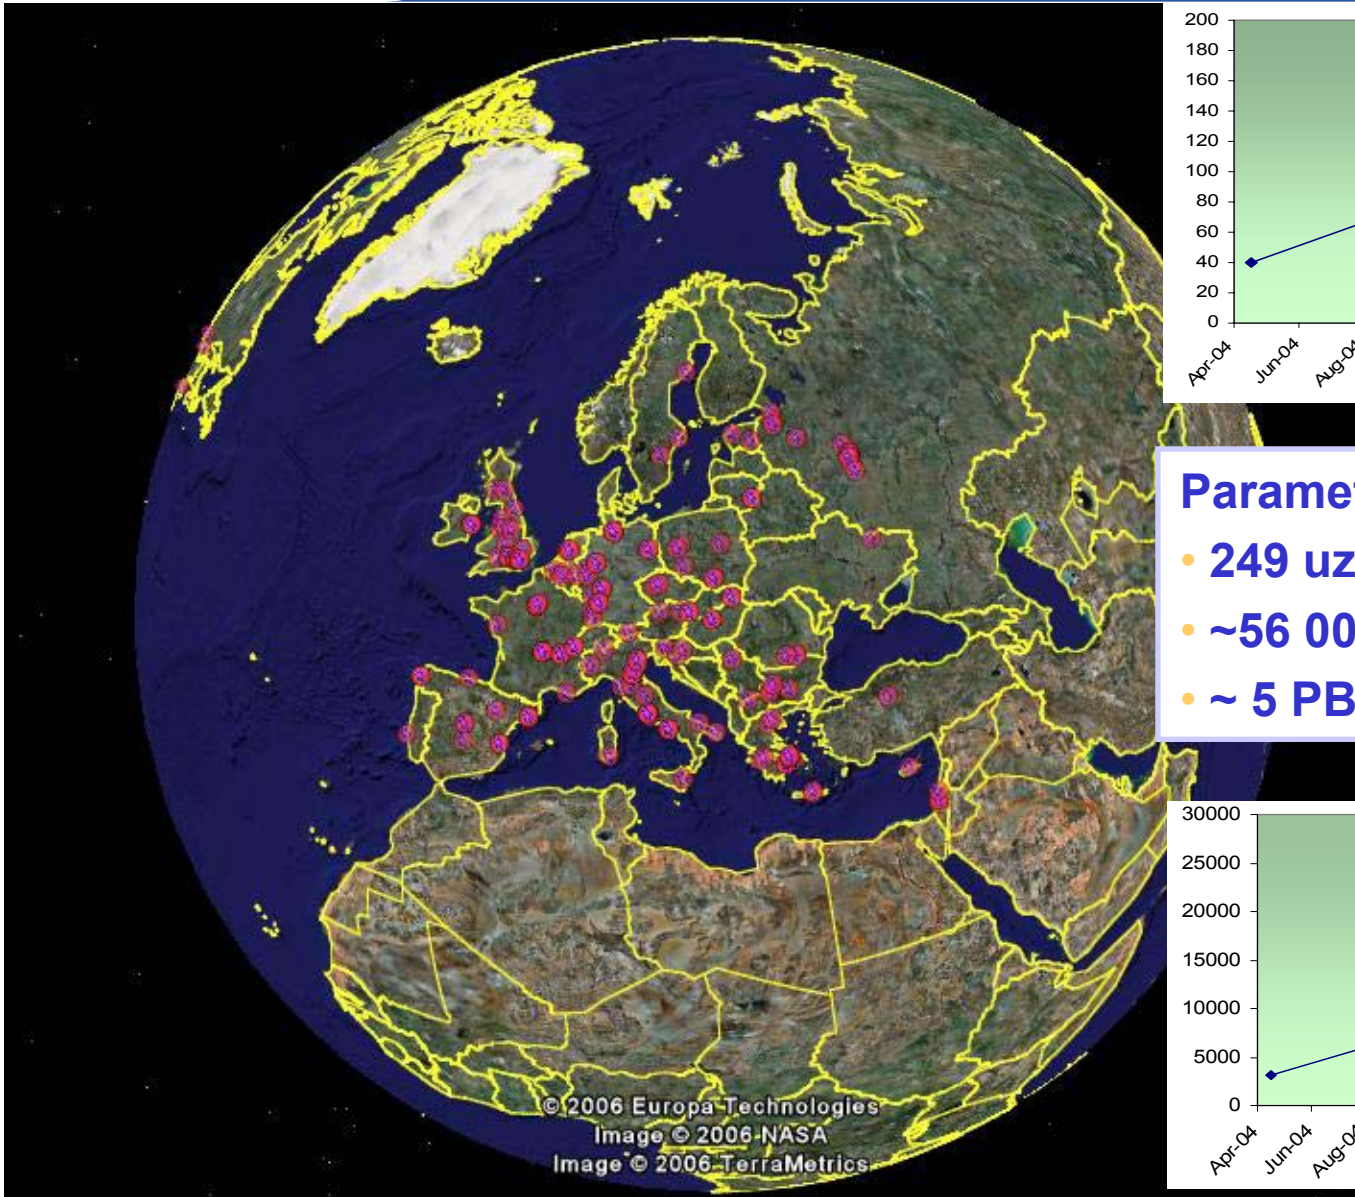 200
180
160
140
120
100
80
60
40
20
0
Apr-04
Jun-04
Aug-04
Paramet
• 249 uz
• ~56 00
• ~ 5 PB
30000
25000
20000
15000
10000
5000
0
Apr-04
Jun-04
Aug-04
© 2006 Europa Technologies
Image © 2006 NASA
Image © 2006 TerraMetrics